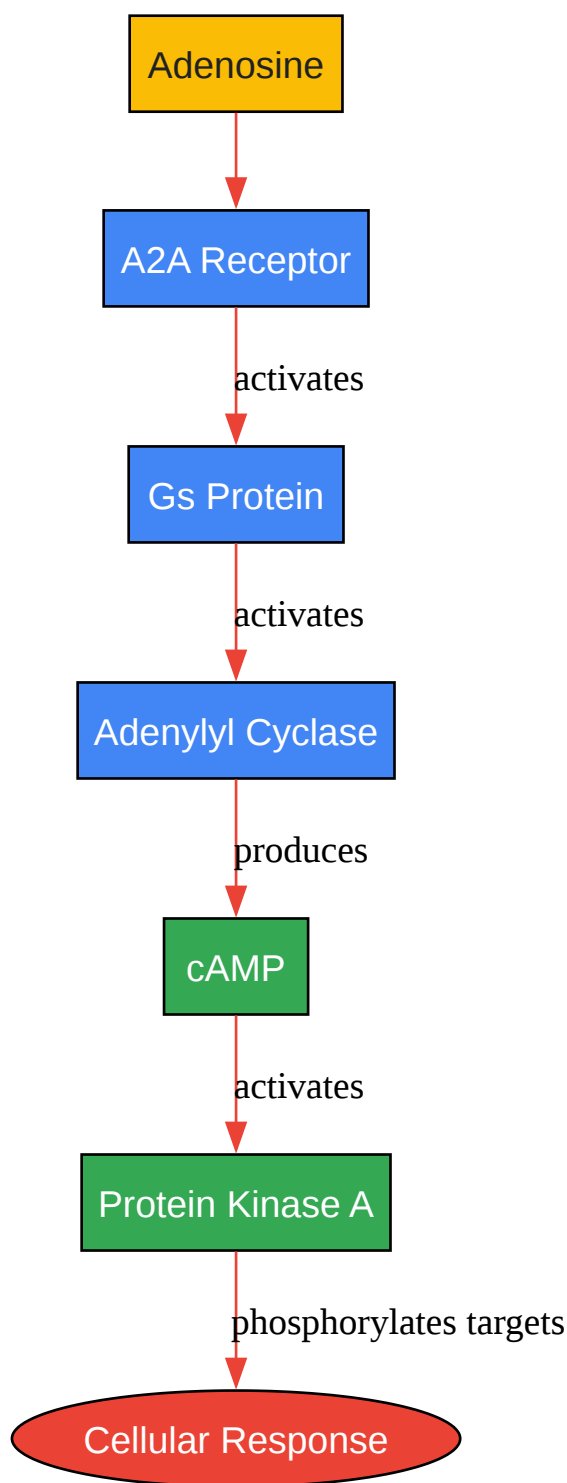 Adenosine
A2A Receptor
activates
Gs Protein
activates
Adenylyl Cyclase
produces
cAMP
activates
Protein Kinase A
phosphorylates targets
Cellular Response